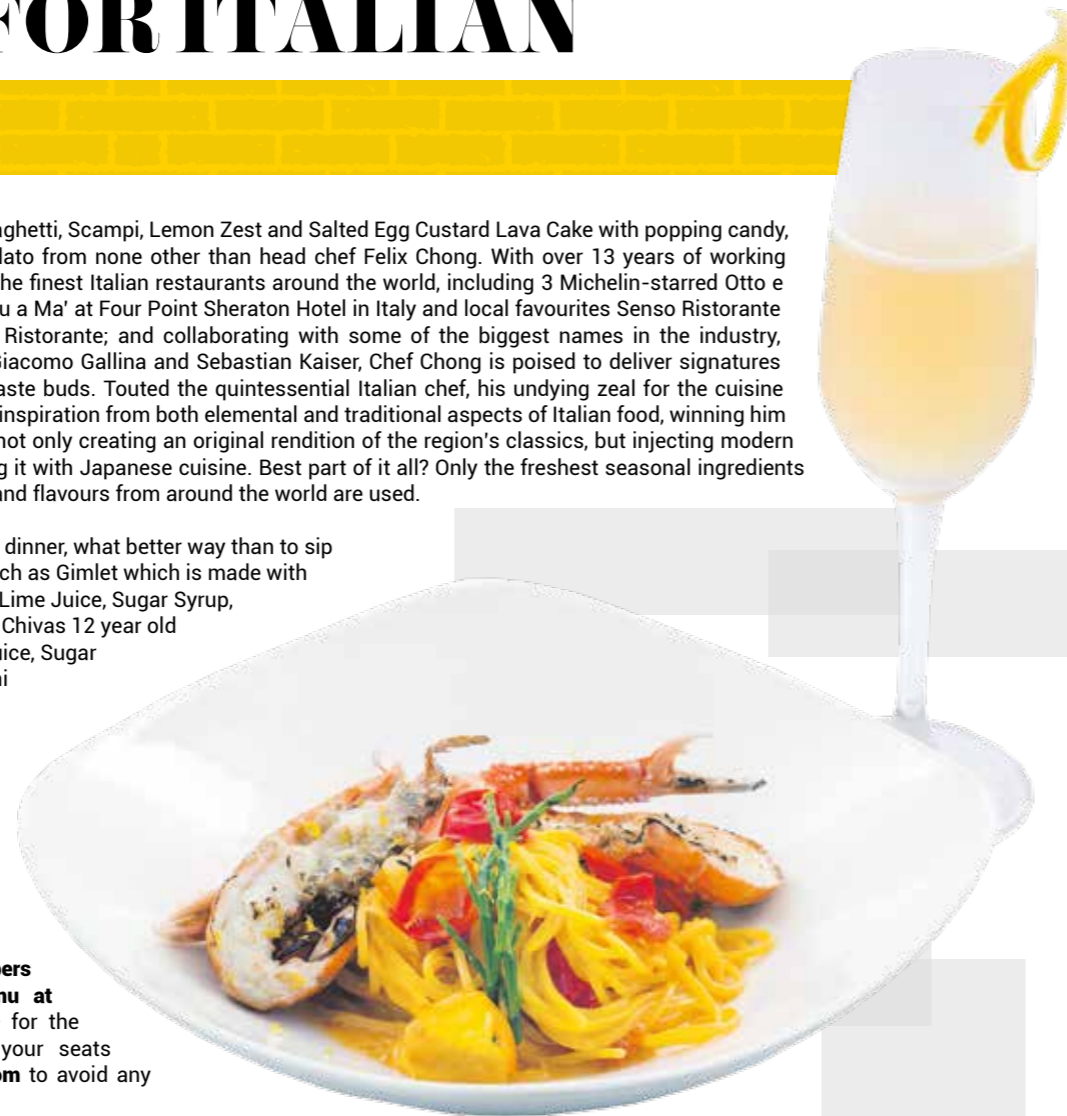 FOR ITALIAN
aghetti, Scampi, Lemon Zest and Salted Egg Custard Lava Cake with popping candy,
lato from none other than head chef Felix Chong. With over 13 years of working
he finest Italian restaurants around the world, including 3 Michelin-starred Otto e
u a Ma' at Four Point Sheraton Hotel in Italy and local favourites Senso Ristorante
Ristorante; and collaborating with some of the biggest names in the industry,
Giacomo Gallina and Sebastian Kaiser, Chef Chong is poised to deliver signatures
aste buds. Touted the quintessential Italian chef, his undying zeal for the cuisine
inspiration from both elemental and traditional aspects of Italian food, winning him
not only creating an original rendition of the region's classics, but injecting modern
g it with Japanese cuisine. Best part of it all? Only the freshest seasonal ingredients
and flavours from around the world are used.
dinner, what better way than to sip
ch as Gimlet which is made with
Lime Juice, Sugar Syrup,
Chivas 12 year old
uice, Sugar
ni
bers
nu at
for the
your seats
om to avoid any